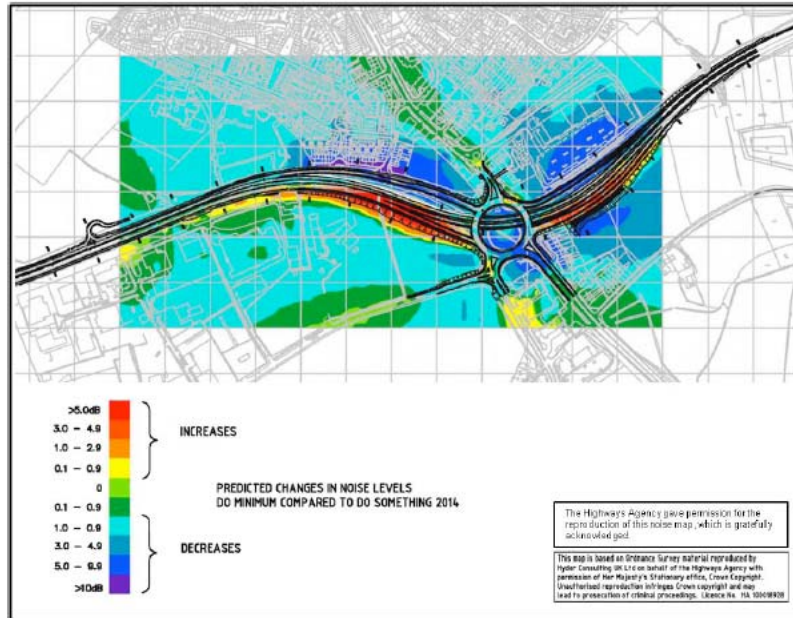 >5.0dB
3.0 - 4.9
1.0 - 2.9
0.1 - 0.9
0
0.1 - 0.9
1.0 - 0.9
3.0 - 4.9
5.0 - 9.9
>10dB
INCREASES
DECREASES
PREDICTED CHANGES IN NOISE LEVELS
DO MINIMUM COMPARED TO DO SOMETHING 2014
The Highways Agency gave permission for the
reproduction of this noise map, which is gratefully
acknowledged.
This map is based on Ordnance Survey material reproduced by
Hyder Consulting UK Ltd on behalf of the Highways Agency with
permission of Her Majesty's Stationary office, Crown Copyright.
Unauthorised reproduction infringes Crown copyright and may
lead to prosecution of criminal proceedings. Licence No. HA 100018928